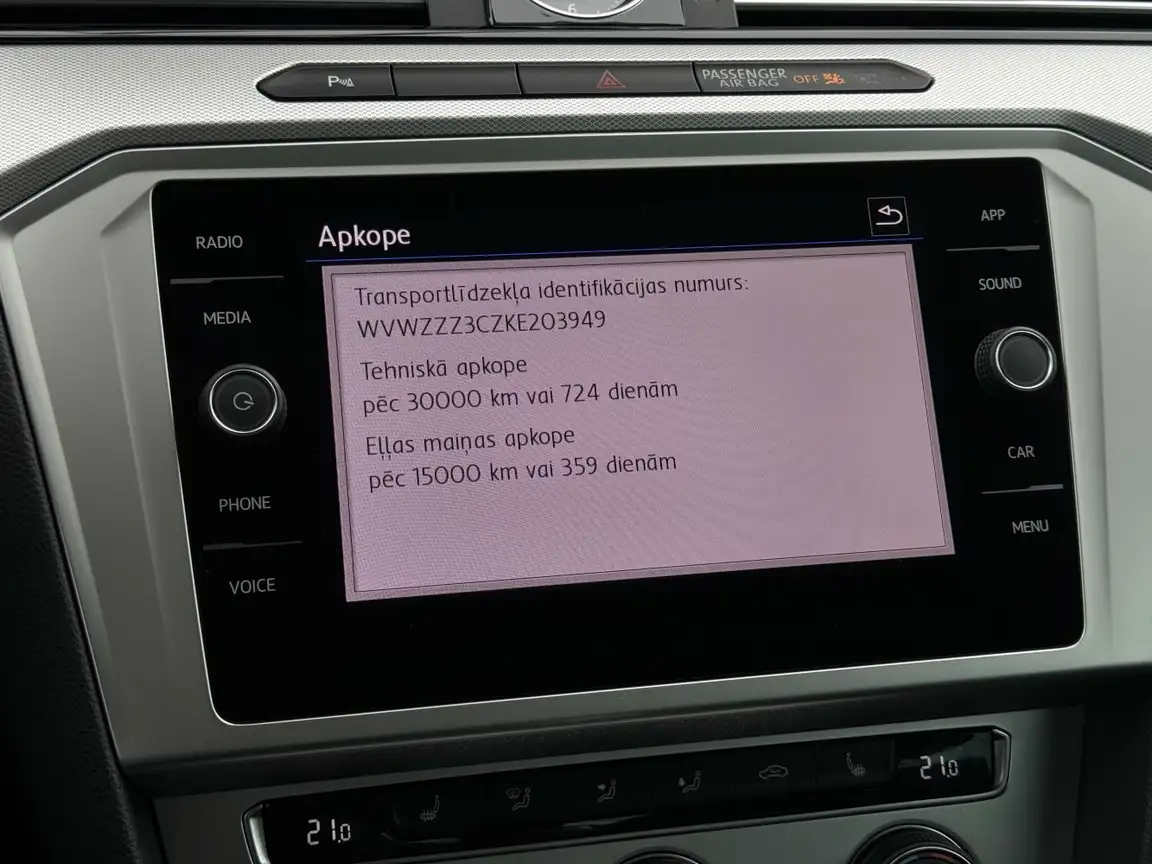 6
P
PASSENGER
AIR BAG OFF
RADIO
MEDIA
PHONE
VOICE
Apkope
Transportlīdzekļa identifikācijas numurs:
WVWZZZ3CZKE203949
Tehniskā apkope
pēc 30000 km vai 724 dienām
Eļļas maiņas apkope
pēc 15000 km vai 359 dienām
APP
SOUND
CAR
MENU
21.0
21.0